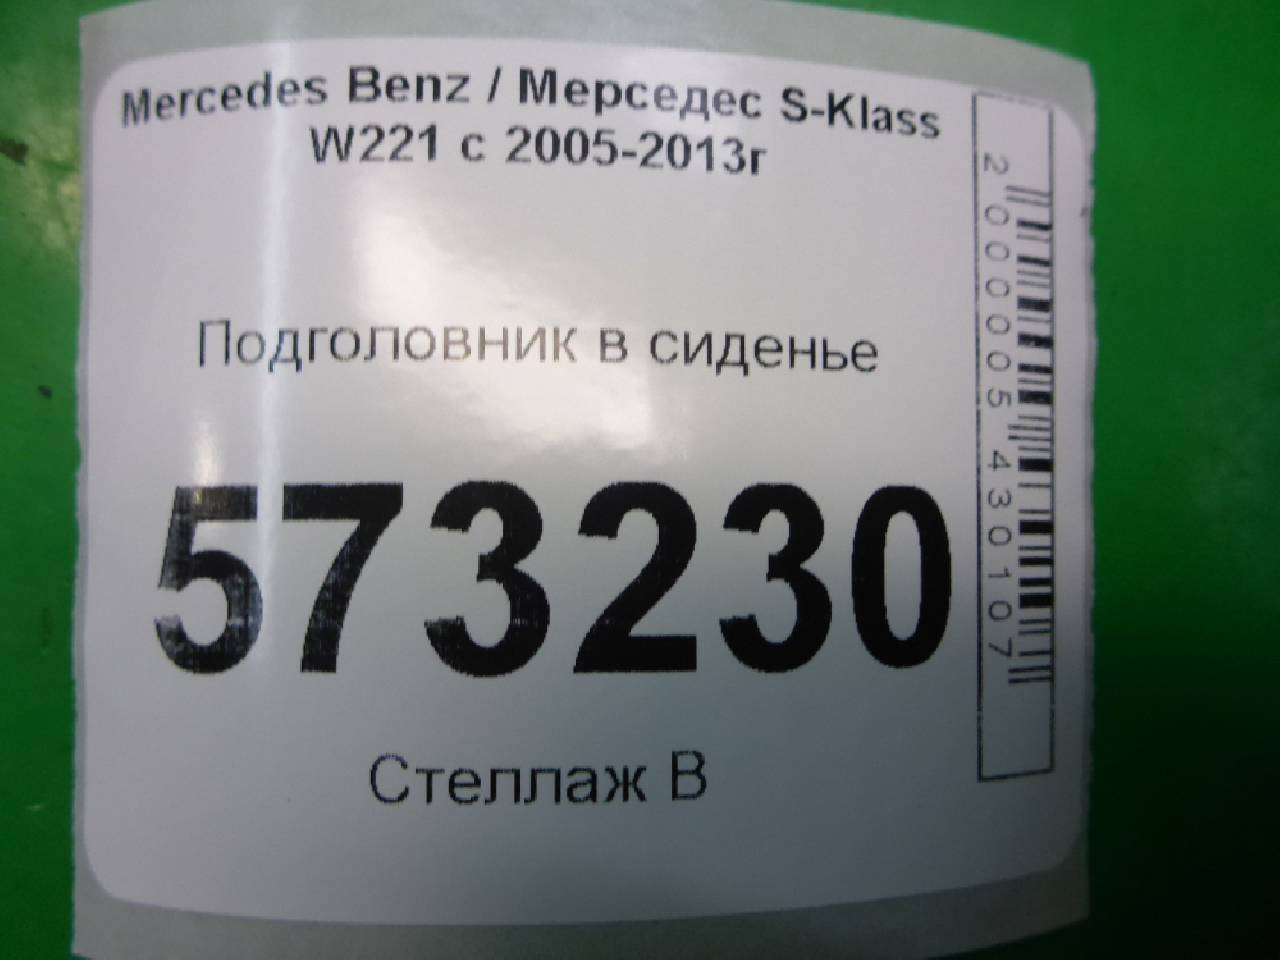 Mercedes Benz / Мерседес S-Klass
W221 с 2005-2013г
Подголовник в сиденье
573230
Стеллаж В
2000005430107